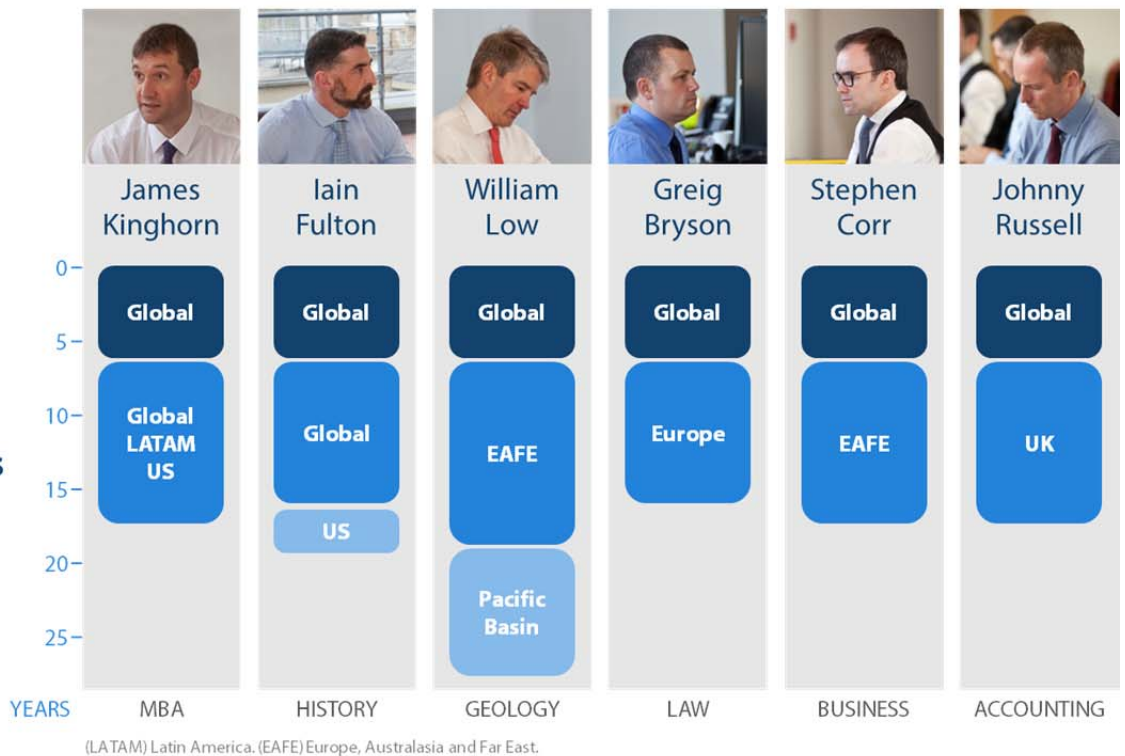 James
Kinghorn
Iain
Fulton
William
Low
Greig
Bryson
Stephen
Corr
Johnny
Russell
0
5
10
15
20
25
Global
Global
LATAM
US
Global
Global
US
Global
EAFE
Pacific
Basin
Global
Europe
Global
EAFE
Global
UK
s
YEARS
MBA
HISTORY
GEOLOGY
LAW
BUSINESS
ACCOUNTING
(LATAM) Latin America. (EAFE) Europe, Australasia and Far East.